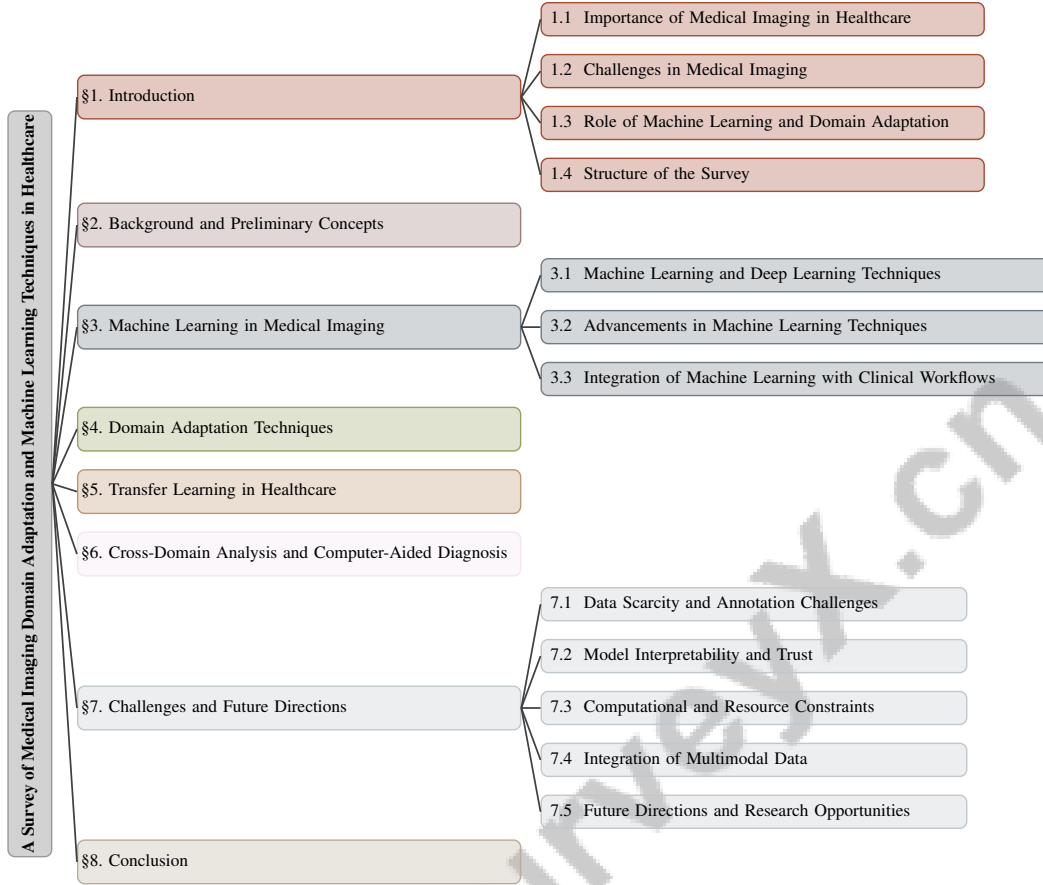 A Survey of Medical Imaging Domain Adaptation and Machine Learning Techniques in Healthcare
§1. Introduction
1.1 Importance of Medical Imaging in Healthcare
1.2 Challenges in Medical Imaging
1.3 Role of Machine Learning and Domain Adaptation
1.4 Structure of the Survey
§2. Background and Preliminary Concepts
§3. Machine Learning in Medical Imaging
3.1 Machine Learning and Deep Learning Techniques
3.2 Advancements in Machine Learning Techniques
3.3 Integration of Machine Learning with Clinical Workflows
§4. Domain Adaptation Techniques
§5. Transfer Learning in Healthcare
§6. Cross-Domain Analysis and Computer-Aided Diagnosis
§7. Challenges and Future Directions
7.1 Data Scarcity and Annotation Challenges
7.2 Model Interpretability and Trust
7.3 Computational and Resource Constraints
7.4 Integration of Multimodal Data
7.5 Future Directions and Research Opportunities
§8. Conclusion
urveyx.cn